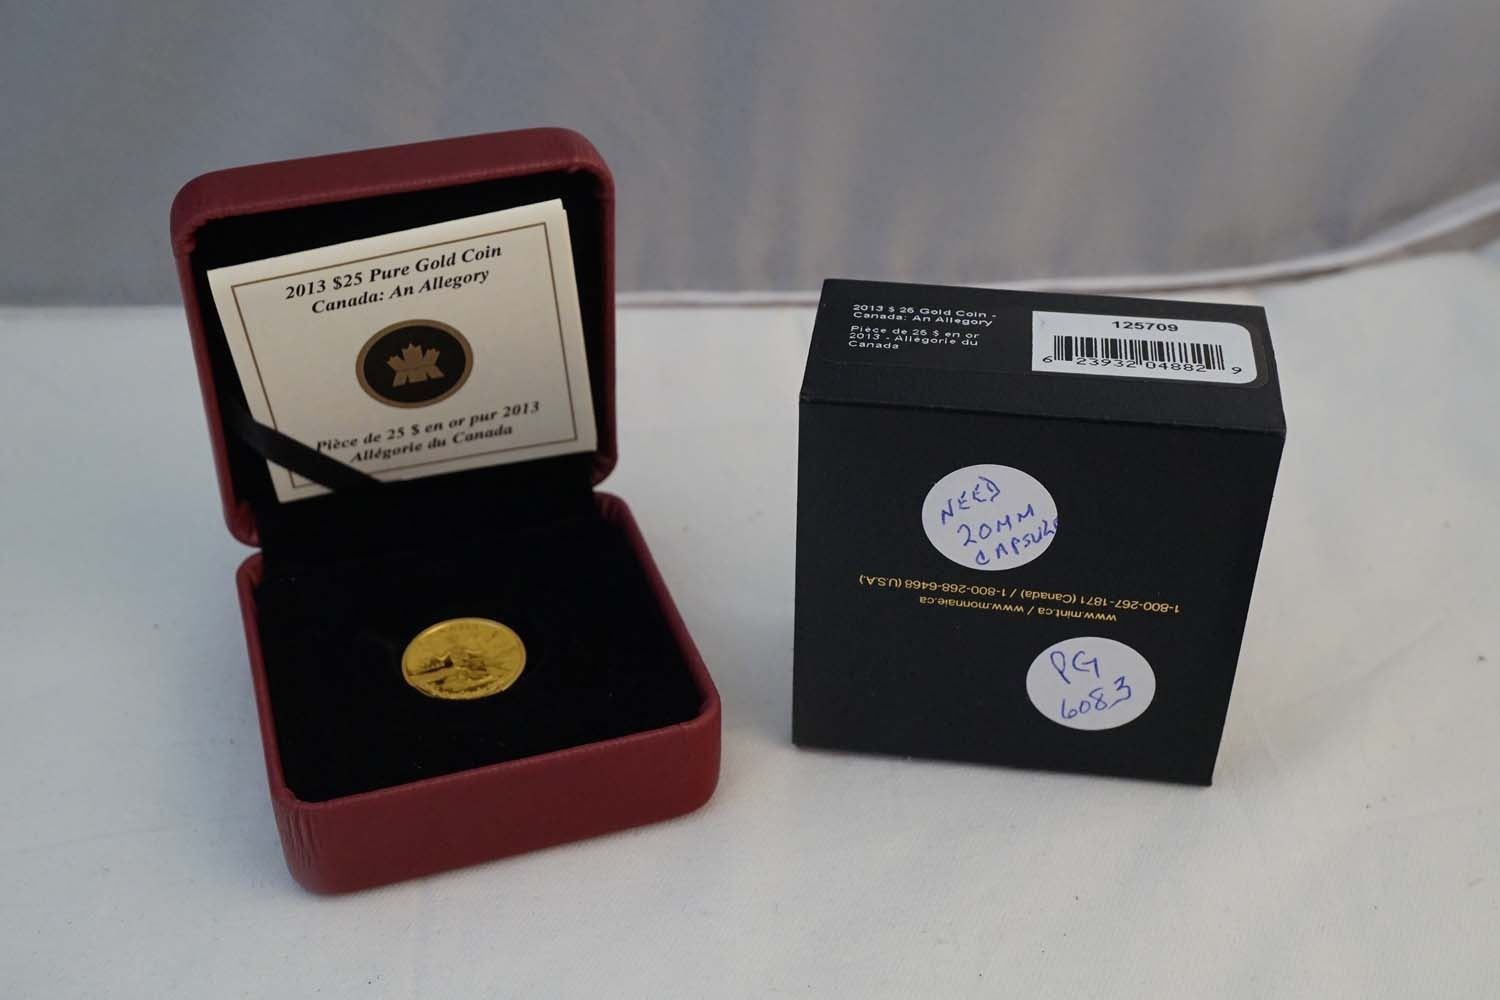 2013 $25 Pure Gold Coin
Canada: An Allegory
Pièce de 25 $ en or pur 2013
Allégorie du Canada
2013 $ 25 Gold Coin -
Canada: An Allegory
Pièce de 25 $ en or
2013 - Allégorie du
Canada
125709
6 23932 04882 9
NEED
20MM
CAPSULE
1-800-267-1871 (Canada) / 1-800-268-6468 (U.S.A.)
www.mint.ca / www.monnaie.ca
PG
6083